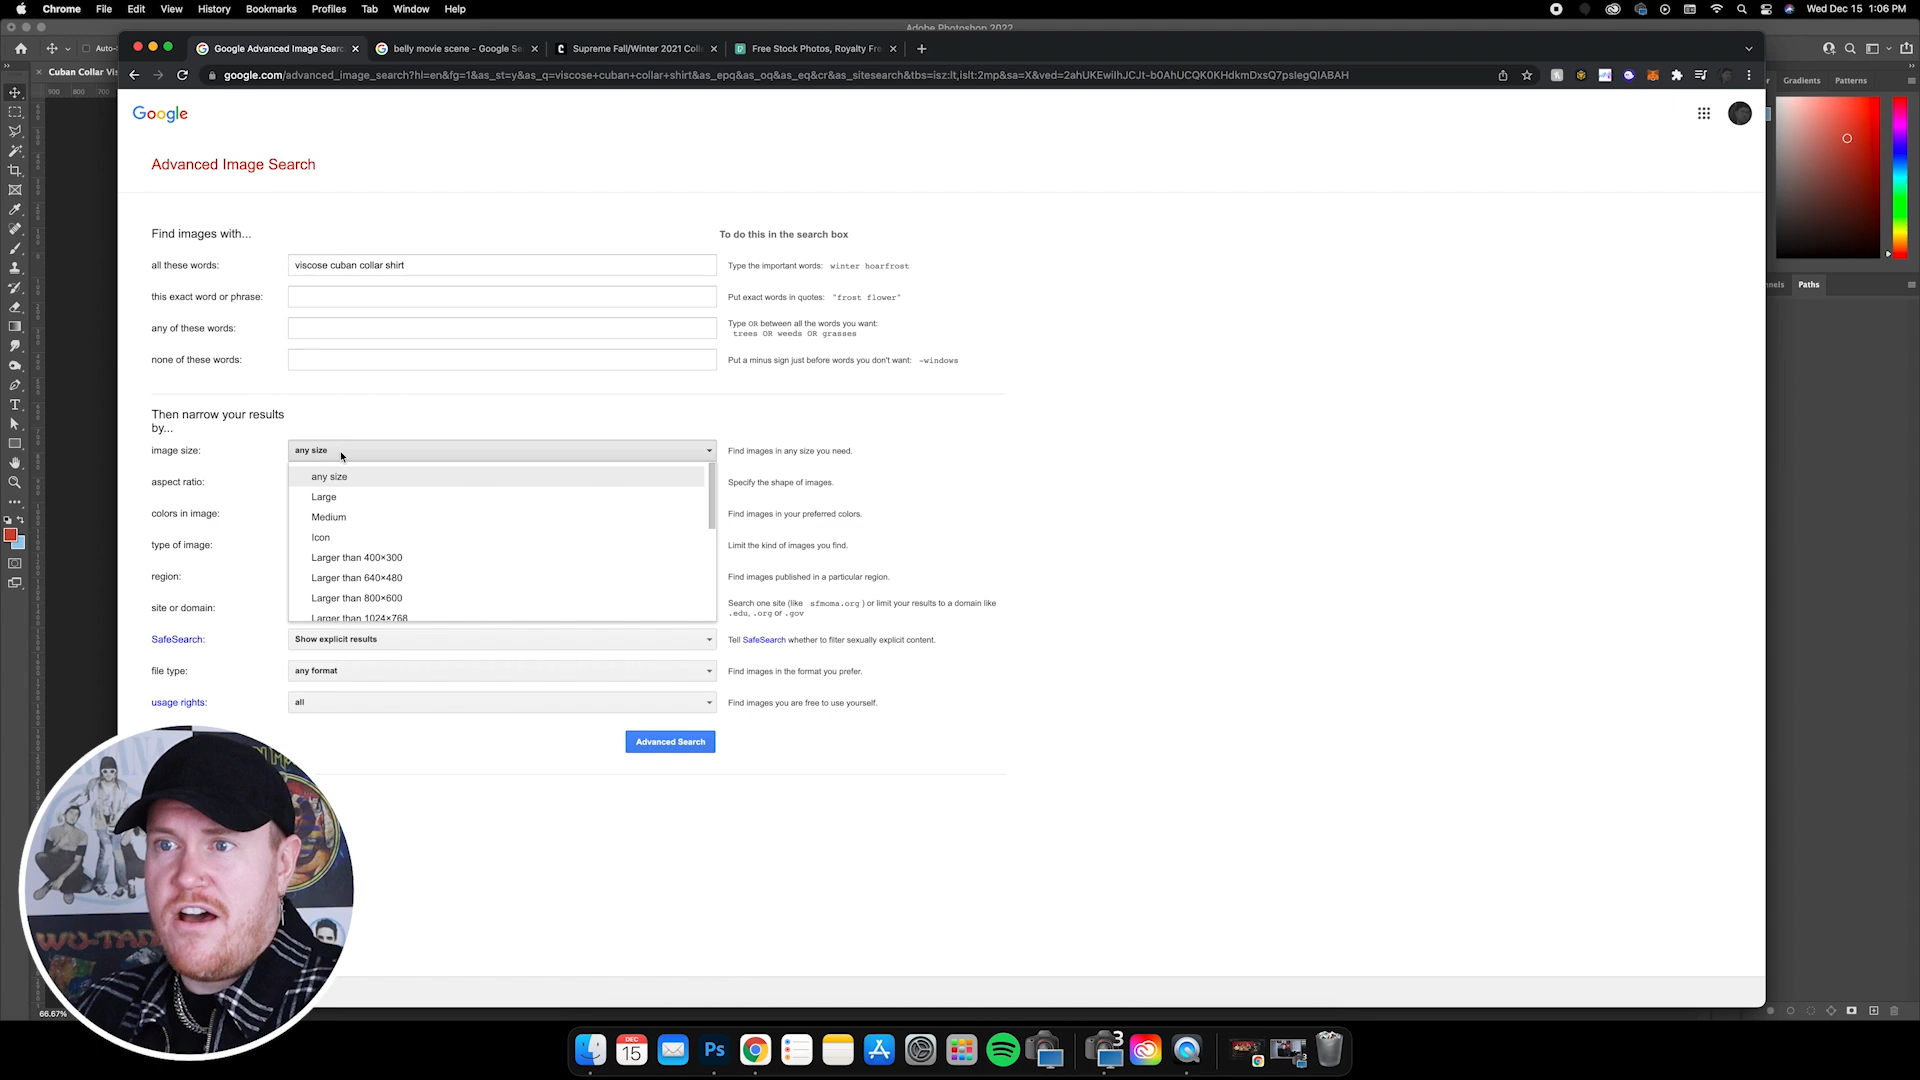 Chrome File Edit View History Bookmarks Profiles Tab Window Help
Wed Dec 15 1:06 PM
Adobe Photoshop 2022
Auto-
Google Advanced Image Searc
belly movie scene - Google Se
Supreme Fall/Winter 2021 Coll
Free Stock Photos, Royalty Fre
Cuban Collar Vis
google.com/advanced_image_search?hl=en&fg=1&as_st=y&as_q=viscose+cuban+collar+shirt&as_epq&as_oq&as_eq&cr&as_sitesearch&tbs=isz:lt,islt:2mp&sa=X&ved=2ahUKEwiIhJCJt-b0AhUCQK0KHdkmDxsQ7psIegQIABAH
Gradients Patterns
900 800 700
Google
Advanced Image Search
Find images with...
To do this in the search box
all these words:
viscose cuban collar shirt
Type the important words: winter hoarfrost
this exact word or phrase:
Put exact words in quotes: "frost flower"
any of these words:
Type OR between all the words you want:
trees OR weeds OR grasses
none of these words:
Put a minus sign just before words you don't want: -windows
nnels Paths
Then narrow your results
by...
image size:
any size
Find images in any size you need.
any size
Large
Medium
Icon
Larger than 400×300
Larger than 640×480
Larger than 800×600
Larger than 1024×768
aspect ratio:
Specify the shape of images.
colors in image:
Find images in your preferred colors.
type of image:
Limit the kind of images you find.
region:
Find images published in a particular region.
site or domain:
Search one site (like sfmoma.org ) or limit your results to a domain like
.edu, .org or .gov
SafeSearch:
Show explicit results
Tell SafeSearch whether to filter sexually explicit content.
file type:
any format
Find images in the format you prefer.
usage rights:
all
Find images you are free to use yourself.
Advanced Search
WU-TAN
66.67%
DEC
15
Ps
3